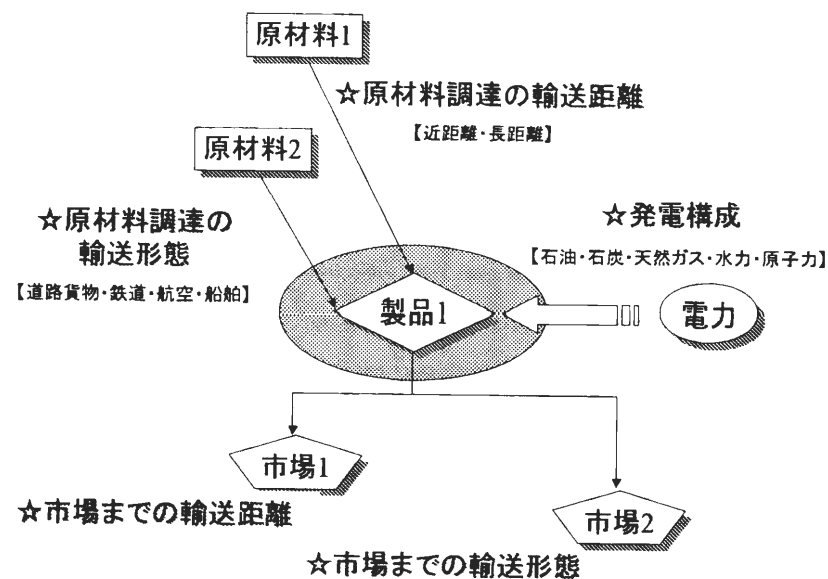 原材料1
☆原材料調達の輸送距離
【近距離・長距離】
原材料2
☆原材料調達の
輸送形態
【道路貨物・鉄道・航空・船舶】
☆発電構成
【石油・石炭・天然ガス・水力・原子力】
製品1
電力
市場1
☆市場までの輸送距離
市場2
☆市場までの輸送形態